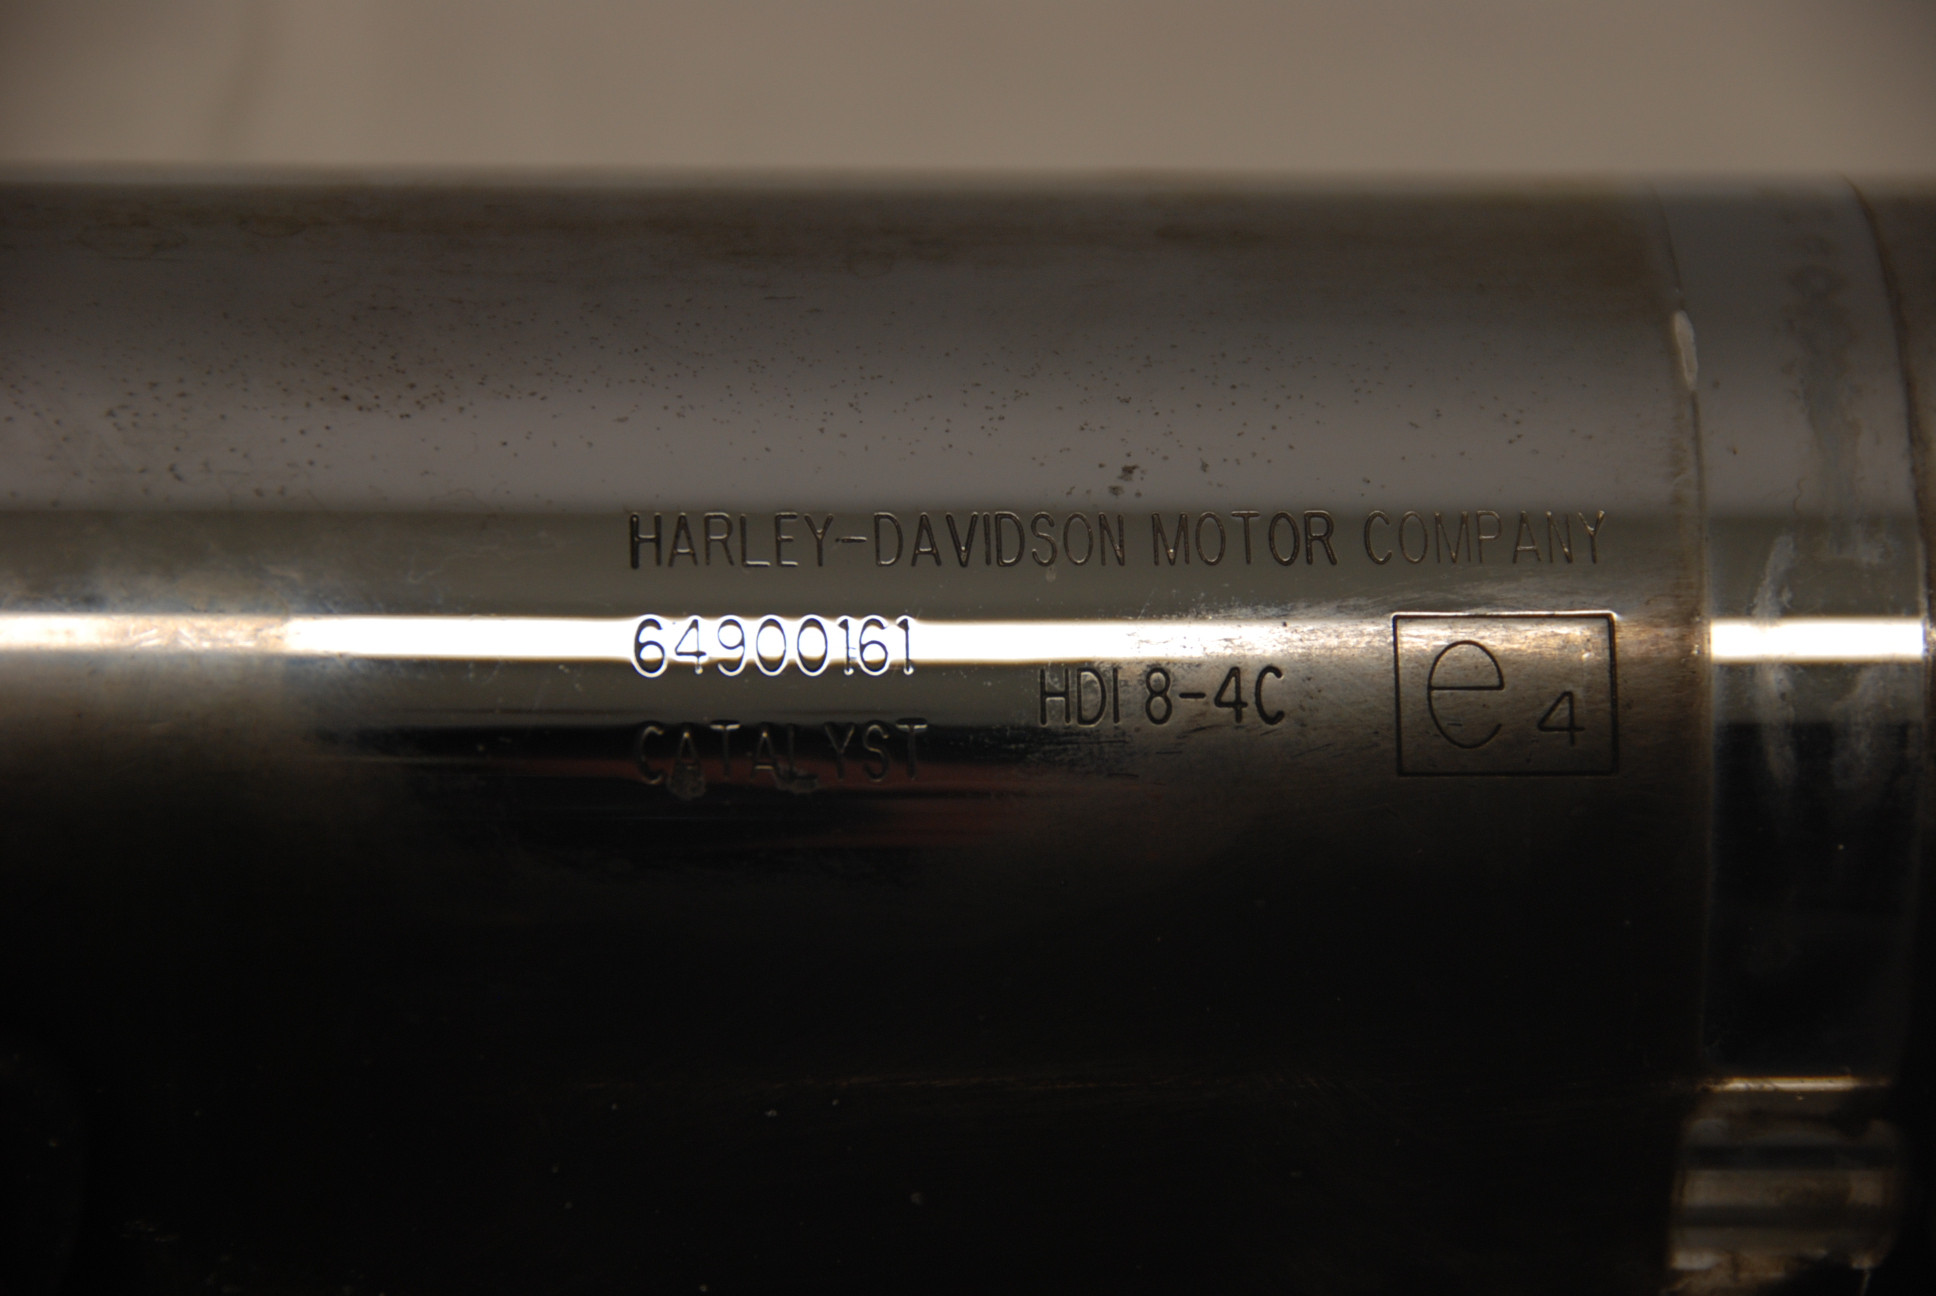 HARLEY-DAVIDSON MOTOR COMPANY
64900161
HDI 8-4C
e4
CATALYST